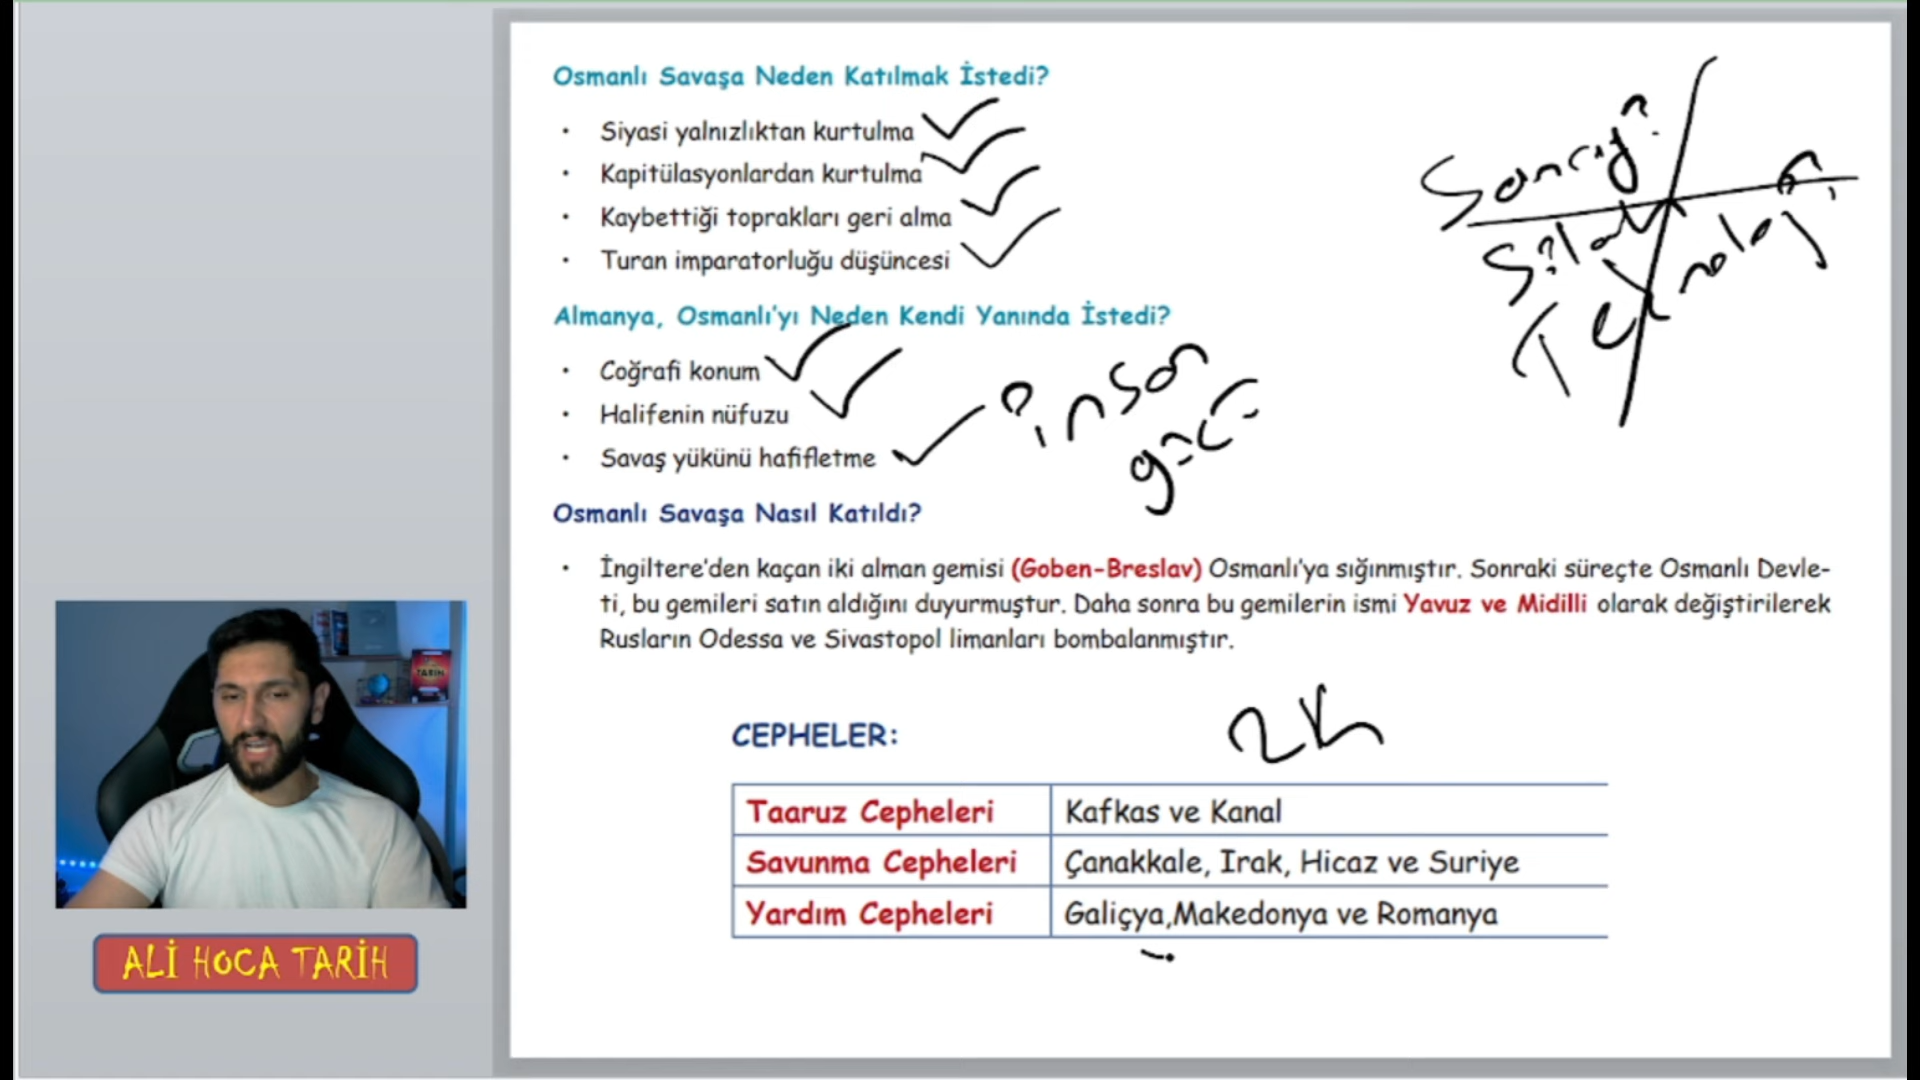 Osmanlı Savaşa Neden Katılmak İstedi?
• Siyasi yalnızlıktan kurtulma
• Kapitülasyonlardan kurtulma
• Kaybettiği toprakları geri alma
• Turan imparatorluğu düşüncesi
Sanayi
Silah
Teknoloji
Almanya, Osmanlı'yı Neden Kendi Yanında İstedi?
• Coğrafi konum
• Halifenin nüfuzu
• Savaş yükünü hafifletme
insan
gücü
Osmanlı Savaşa Nasıl Katıldı?
• İngiltere'den kaçan iki alman gemisi (Goben-Breslav) Osmanlı'ya sığınmıştır. Sonraki süreçte Osmanlı Devle-
ti, bu gemileri satın aldığını duyurmuştur. Daha sonra bu gemilerin ismi Yavuz ve Midilli olarak değiştirilerek
Rusların Odessa ve Sivastopol limanları bombalanmıştır.
CEPHELER:
2K
Taaruz Cepheleri Kafkas ve Kanal
Savunma Cepheleri Çanakkale, Irak, Hicaz ve Suriye
Yardım Cepheleri Galiçya,Makedonya ve Romanya
TARİH
ALİ HOCA TARİH